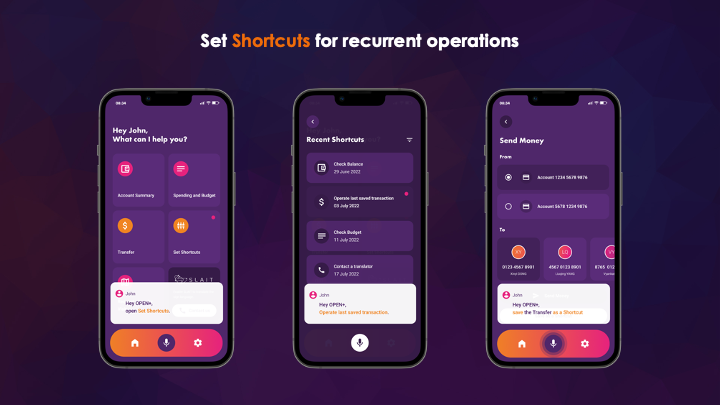 Set Shortcuts for recurrent operations
09:34
Hey John,
What can I help you?
Account Summary
Spending and Budget
Transfer
Set Shortcuts
SLAIT
John
Hey OPEN+,
open Set Shortcuts.
Recent Shortcuts
Check Balance
29 June 2022
Operate last saved transaction
03 July 2022
Check Budget
11 July 2022
Contact a translator
17 July 2022
John
Hey OPEN+,
Operate last saved transaction.
09:34
Send Money
From
Account 1234 5678 9876
Account 5678 1234 9876
To
0123 4567 8901
4567 0123 8901
8765 012
John
Hey OPEN+,
save the Transfer as a Shortcut